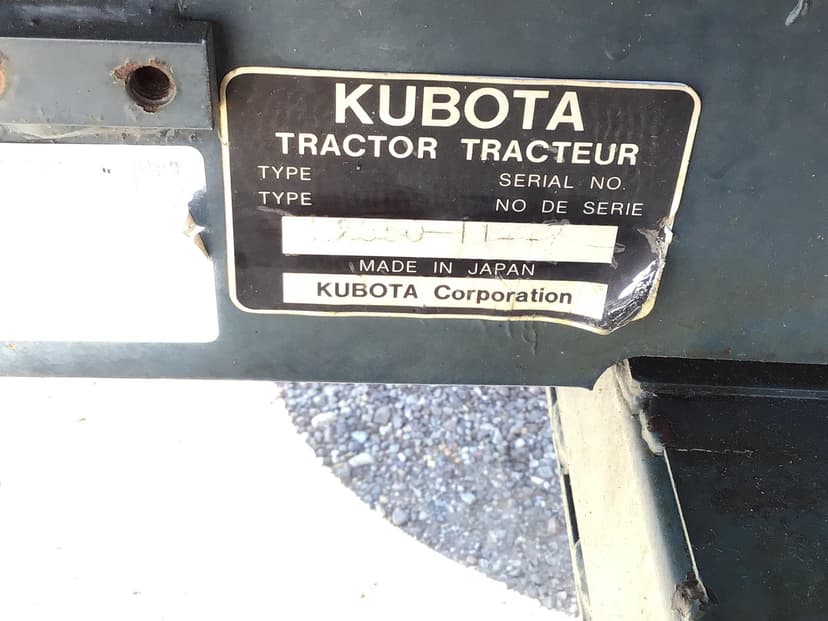 KUBOTA
TRACTOR TRACTEUR
TYPE SERIAL NO.
TYPE NO DE SERIE
MADE IN JAPAN
KUBOTA Corporation